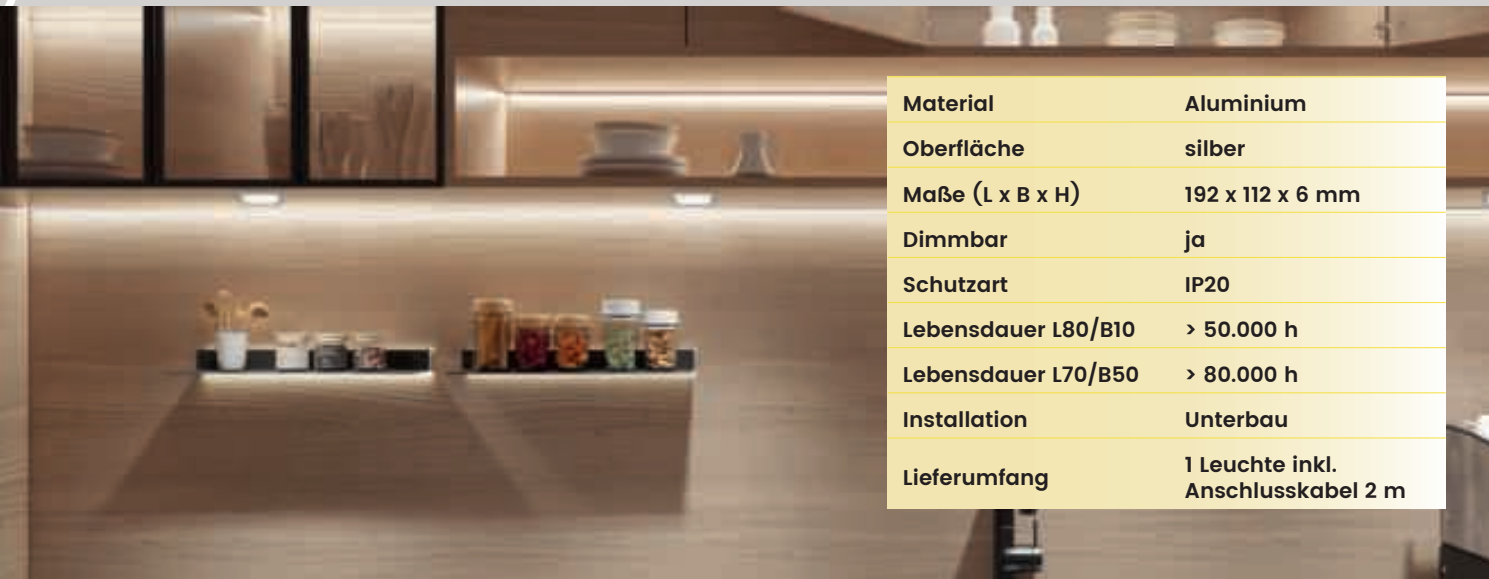 Material Aluminium
Oberfläche silber
Maße (L x B x H) 192 x 112 x 6 mm
Dimmbar ja
Schutzart IP20
Lebensdauer L80/B10 > 50.000 h
Lebensdauer L70/B50 > 80.000 h
Installation Unterbau
Lieferumfang 1 Leuchte inkl.
Anschlusskabel 2 m